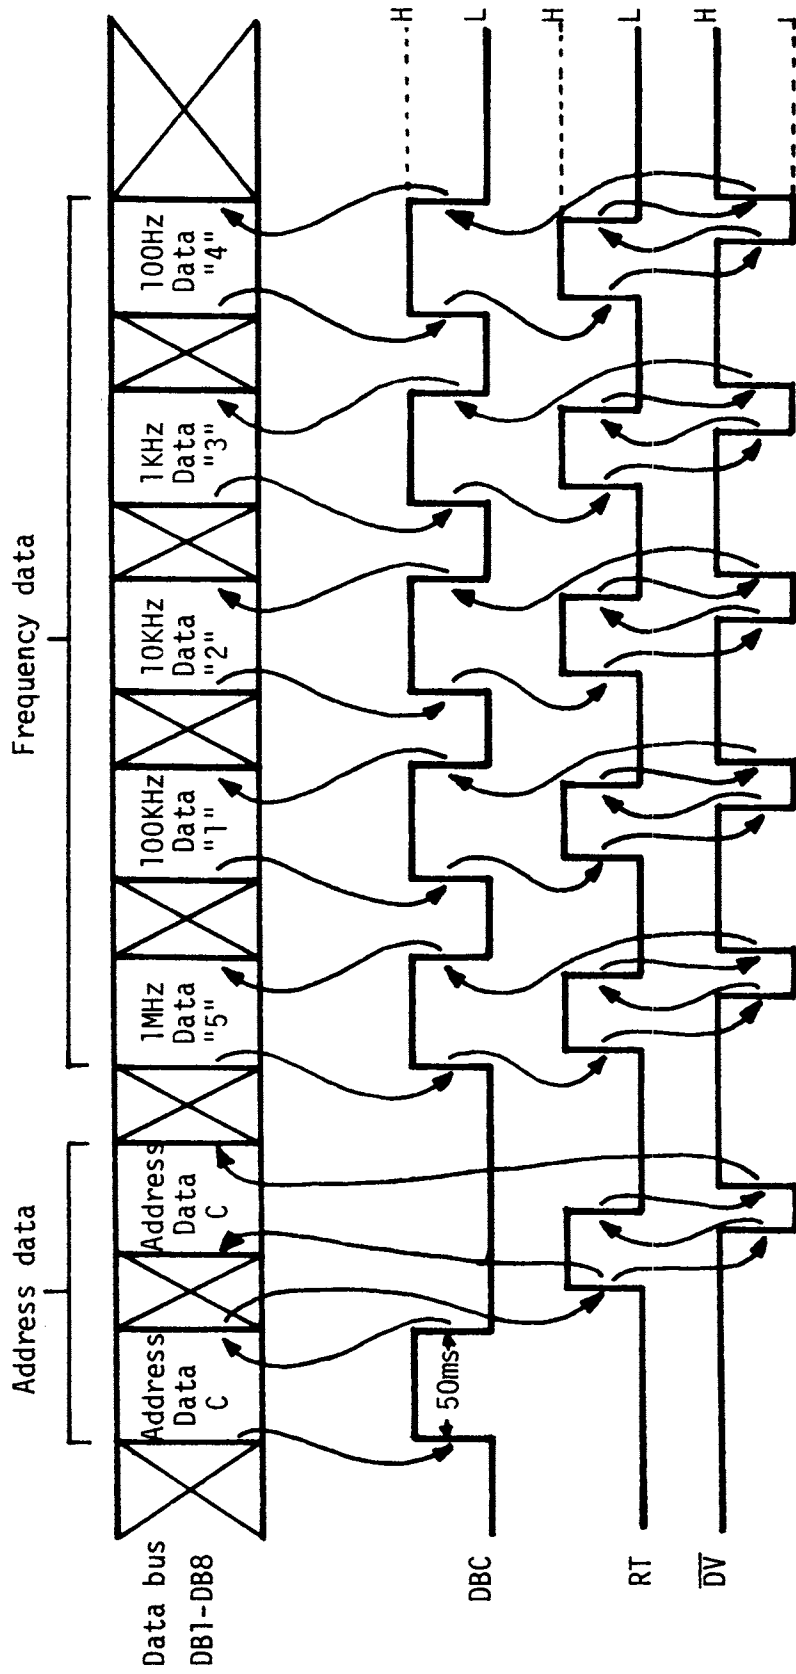 Address data
Frequency data
Data bus
DB1-DB8
Address
Data
C
Address
Data
C
1MHz
Data
"5"
100KHz
Data
"1"
10KHz
Data
"2"
1KHz
Data
"3"
100Hz
Data
"4"
50ms
DBC
H
L
RT
H
L
DV
H
L